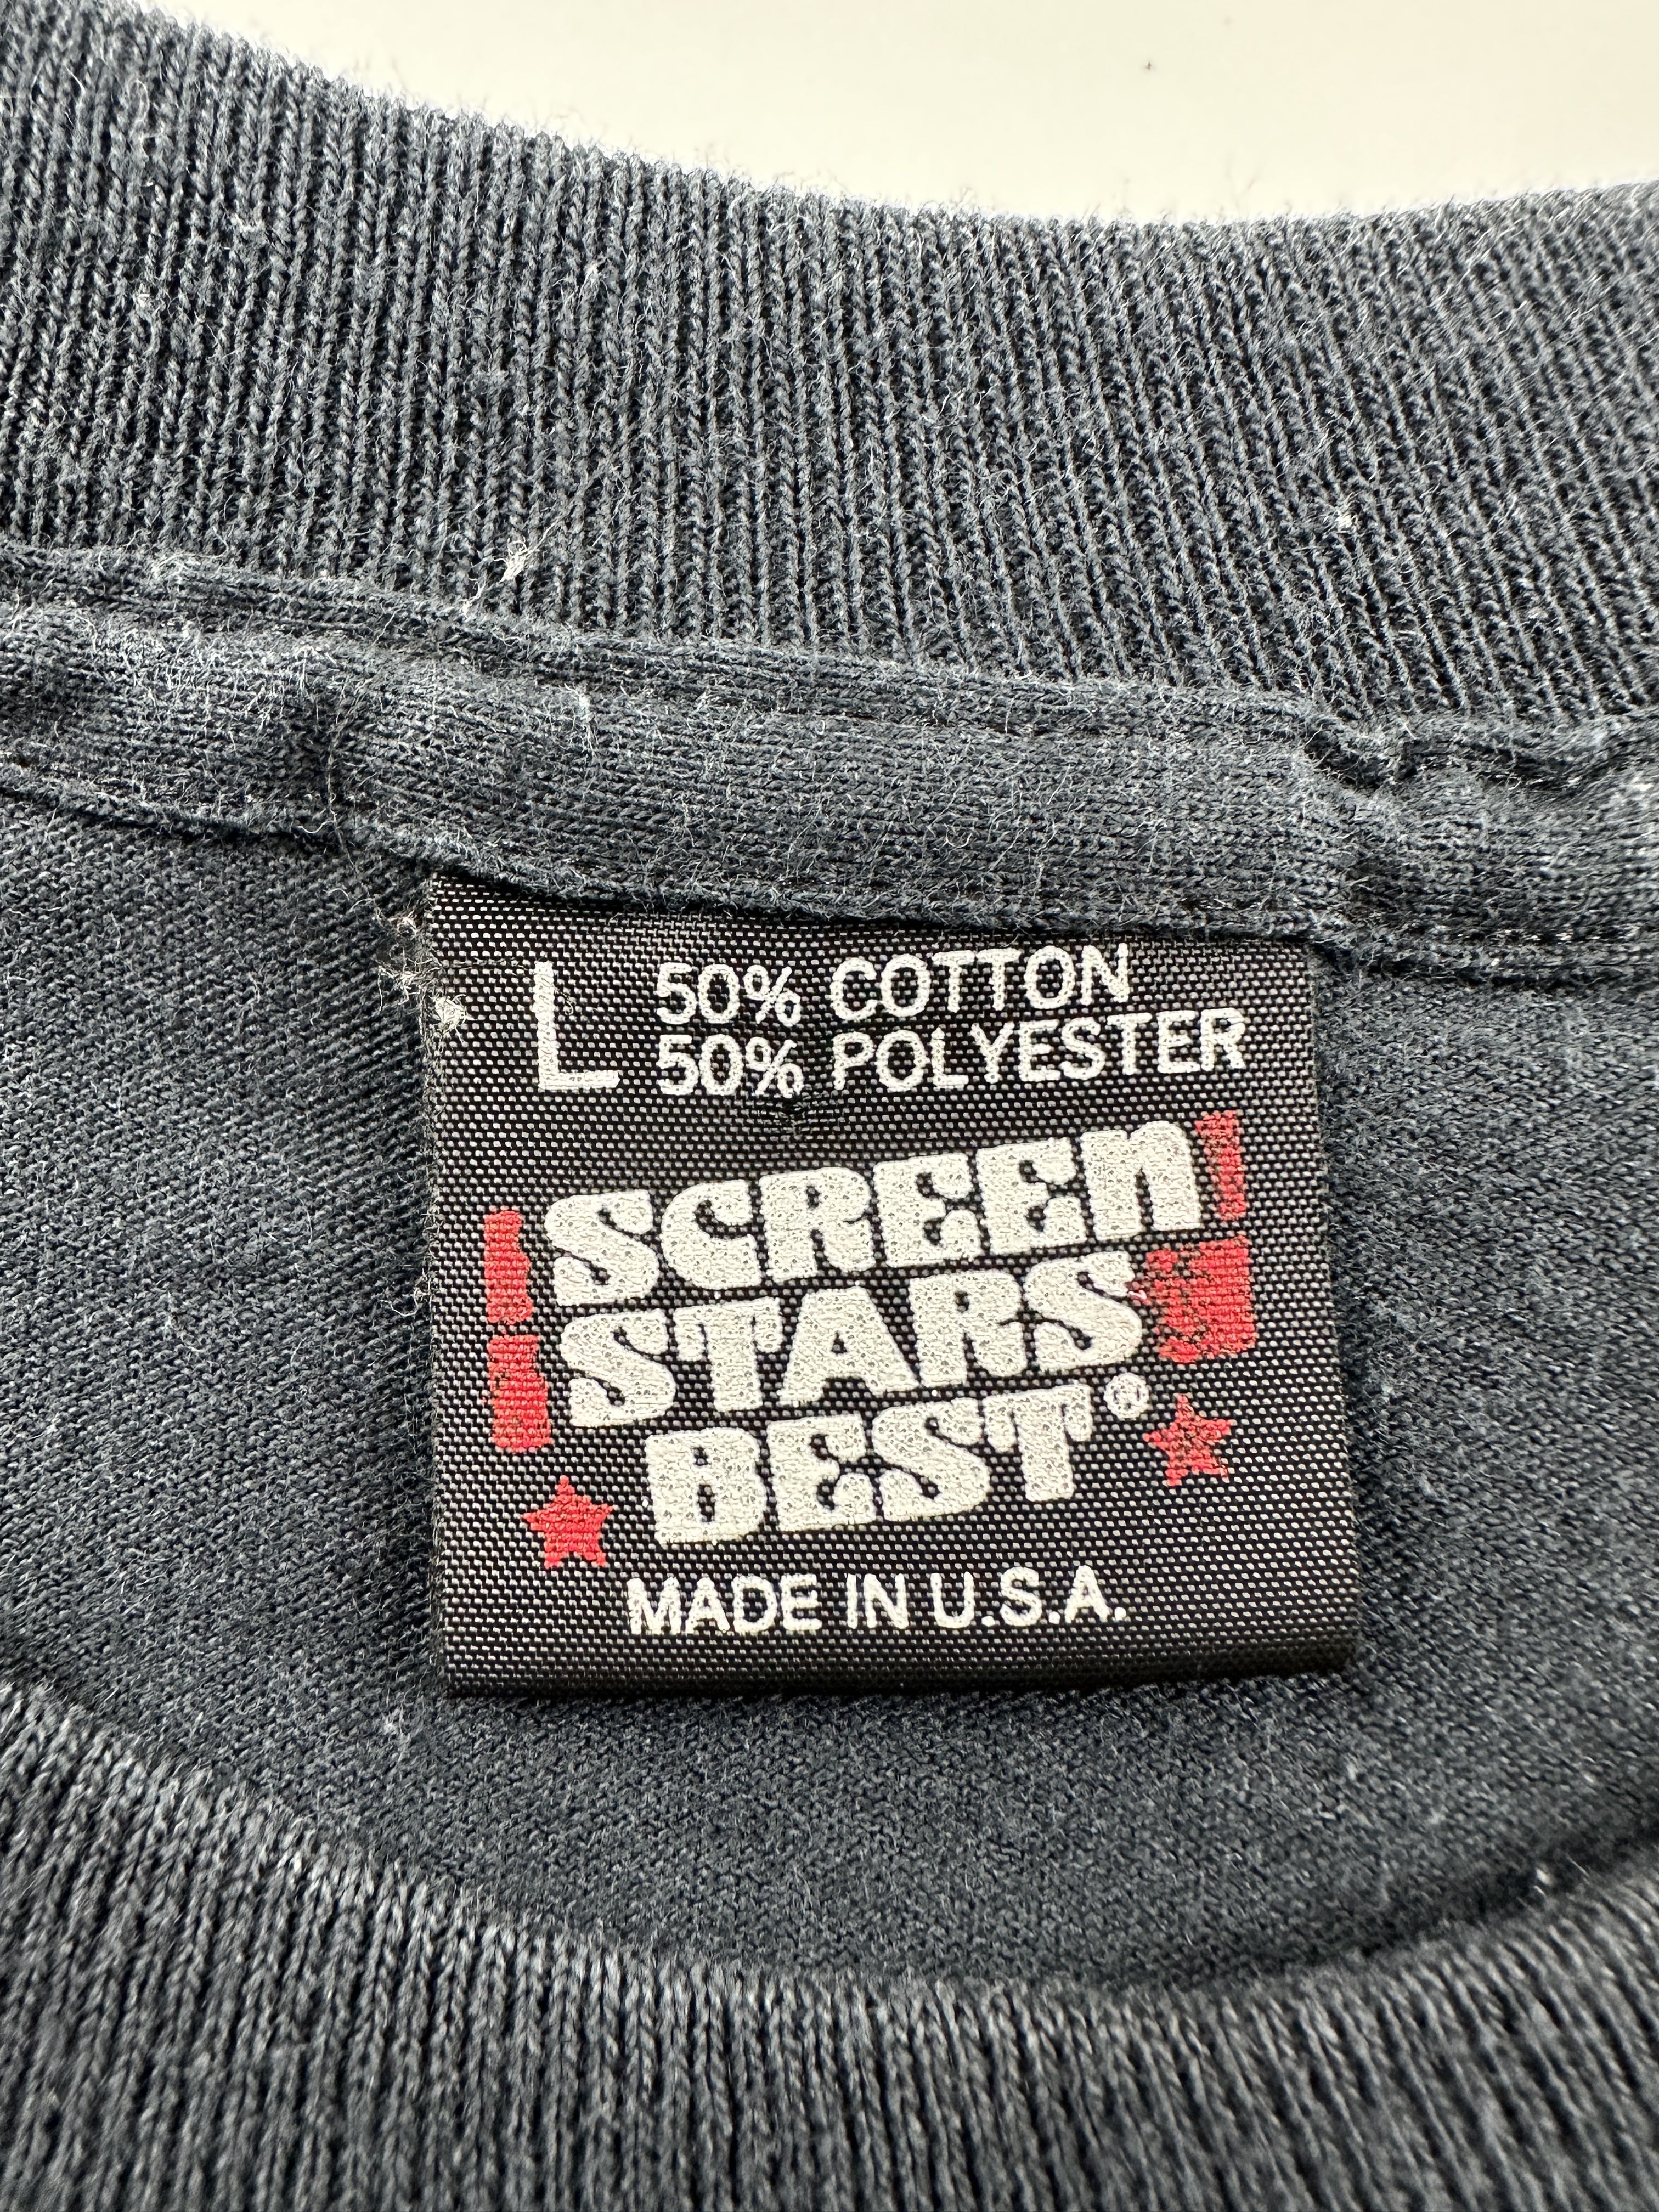 L 50% COTTON
50% POLYESTER
SCREEN
STARS
BEST®
MADE IN U.S.A.